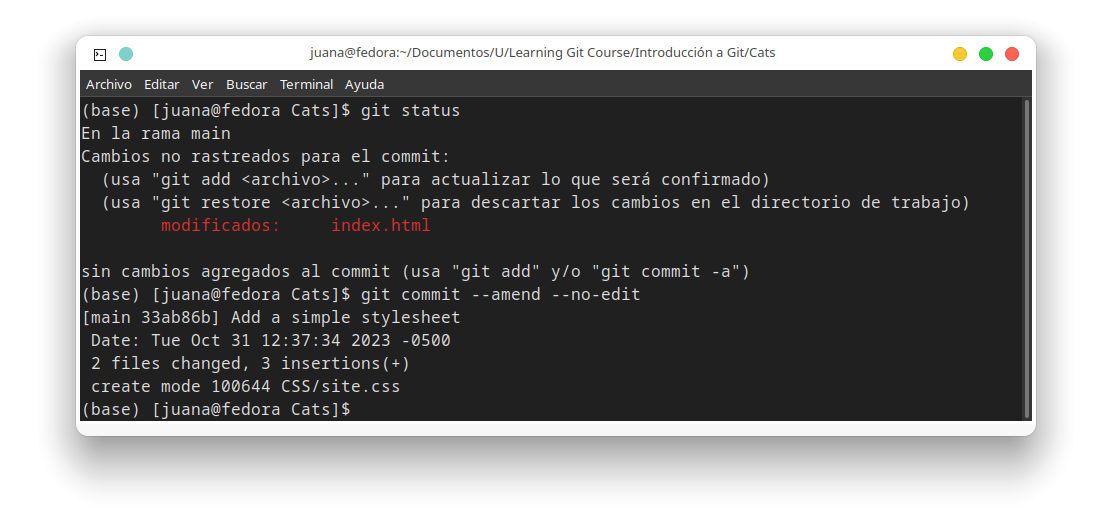 juana@fedora:~/Documentos/U/Learning Git Course/Introducción a Git/Cats
Archivo Editar Ver Buscar Terminal Ayuda
(base) [juana@fedora Cats]$ git status
En la rama main
Cambios no rastreados para el commit:
  (usa "git add <archivo>..." para actualizar lo que será confirmado)
  (usa "git restore <archivo>..." para descartar los cambios en el directorio de trabajo)
        modificados:     index.html
sin cambios agregados al commit (usa "git add" y/o "git commit -a")
(base) [juana@fedora Cats]$ git commit --amend --no-edit
[main 33ab86b] Add a simple stylesheet
 Date: Tue Oct 31 12:37:34 2023 -0500
 2 files changed, 3 insertions(+)
 create mode 100644 CSS/site.css
(base) [juana@fedora Cats]$